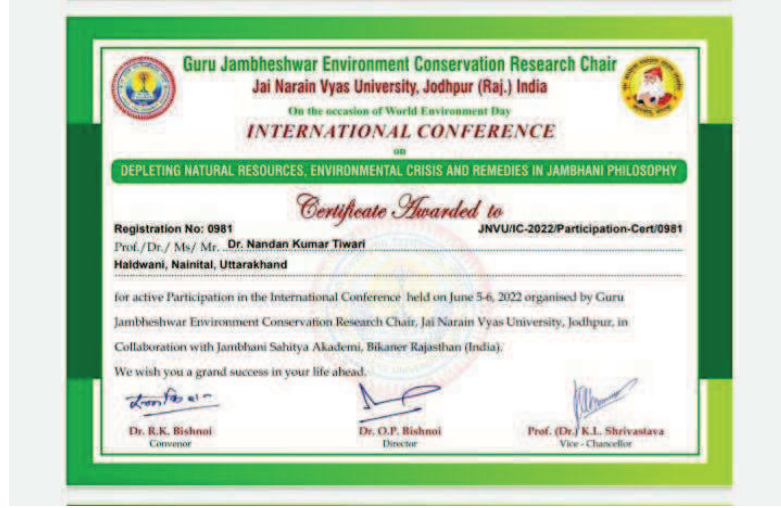 Guru Jambheshwar Environment Conservation Research Chair
Jai Narain Vyas University, Jodhpur (Raj.) India
On the occasion of World Environment Day
INTERNATIONAL CONFERENCE
on
DEPLETING NATURAL RESOURCES, ENVIRONMENTAL CRISIS AND REMEDIES IN JAMBHANI PHILOSOPHY
Certificate Awarded to
Registration No: 0981 JNVU/IC-2022/Participation-Cert/0981
Prof./Dr./ Ms/ Mr. Dr. Nandan Kumar Tiwari
Haldwani, Nainital, Uttarakhand
for active Participation in the International Conference held on June 5-6, 2022 organised by Guru
Jambheshwar Environment Conservation Research Chair, Jai Narain Vyas University, Jodhpur, in
Collaboration with Jambhani Sahitya Akademi, Bikaner Rajasthan (India).
We wish you a grand success in your life ahead.
Dr. R.K. Bishnoi Dr. O.P. Bishnoi Prof. (Dr.) K.L. Shrivastava
Convenor Director Vice - Chancellor